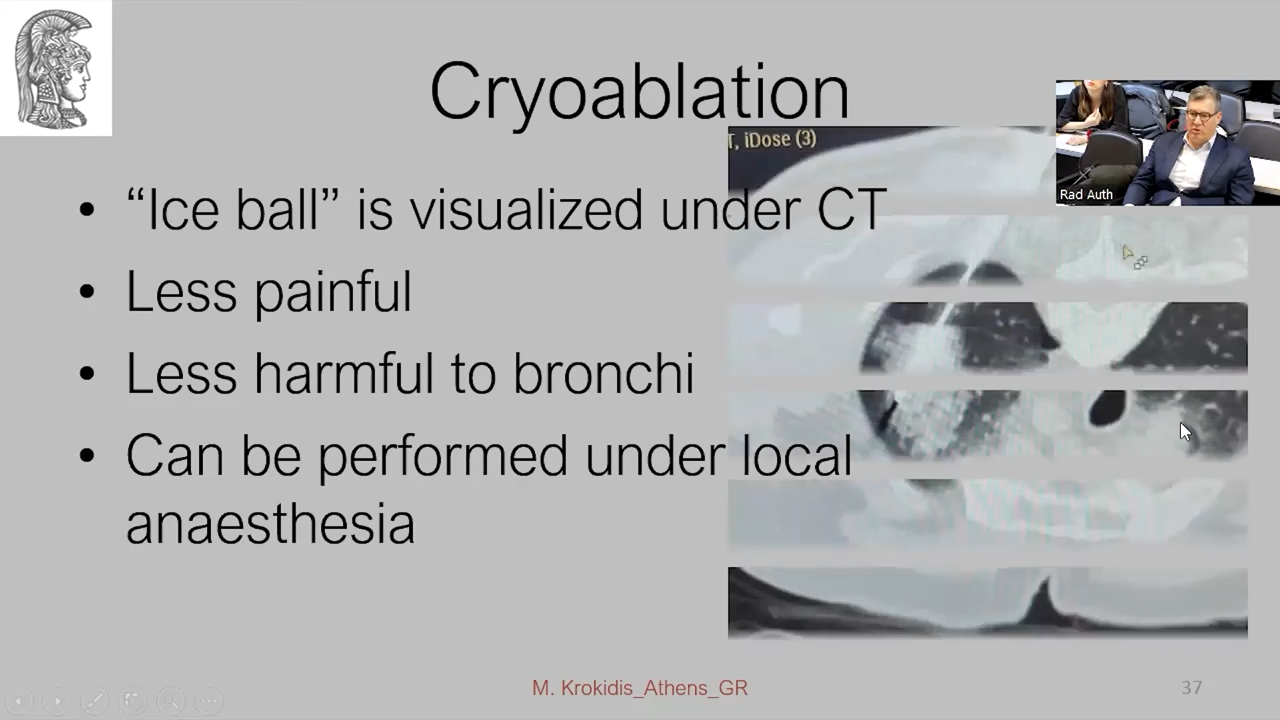 Cryoablation
T, iDose (3)
Rad Auth
• “Ice ball” is visualized under CT
• Less painful
• Less harmful to bronchi
• Can be performed under local
anaesthesia
M. Krokidis_Athens_GR
37